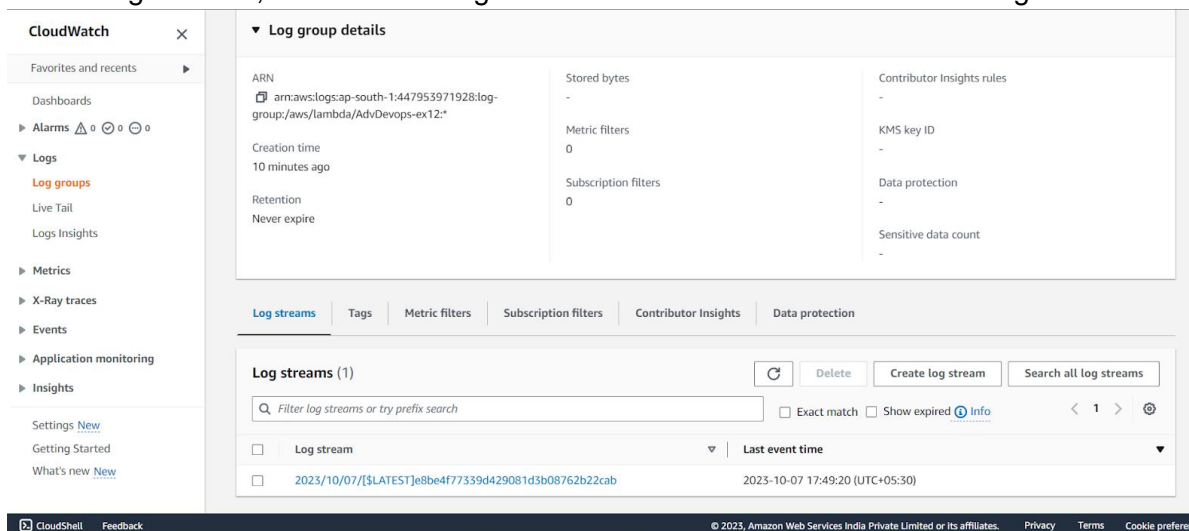 CloudWatch
Favorites and recents
Dashboards
Alarms 0 0 0
Logs
Log groups
Live Tail
Logs Insights
Metrics
X-Ray traces
Events
Application monitoring
Insights
Settings New
Getting Started
What's new New
Log group details
ARN
arn:aws:logs:ap-south-1:447953971928:log-
group:/aws/lambda/AdvDevops-ex12:*
Creation time
10 minutes ago
Retention
Never expire
Stored bytes
-
Metric filters
0
Subscription filters
0
Contributor Insights rules
-
KMS key ID
-
Data protection
-
Sensitive data count
-
Log streams Tags Metric filters Subscription filters Contributor Insights Data protection
Log streams (1)
Delete Create log stream Search all log streams
Filter log streams or try prefix search
Exact match Show expired Info
1
Log stream Last event time
2023/10/07/[$LATEST]e8be4f77339d429081d3b08762b22cab 2023-10-07 17:49:20 (UTC+05:30)
CloudShell Feedback © 2023, Amazon Web Services India Private Limited or its affiliates. Privacy Terms Cookie